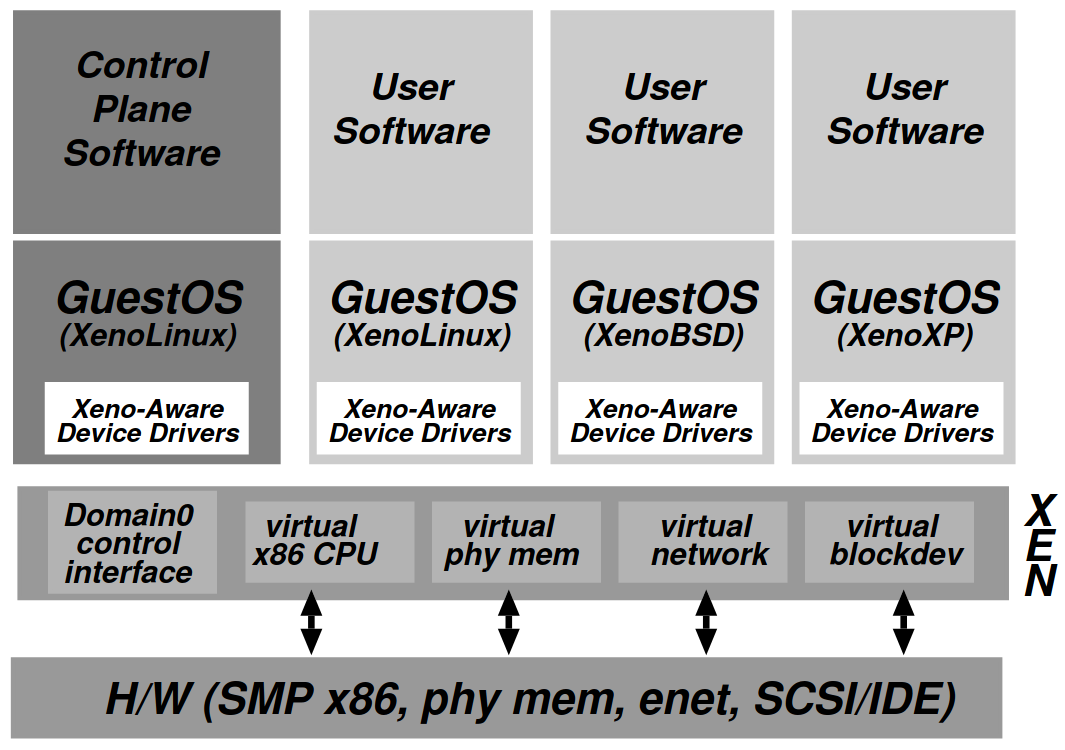 Control
Plane
Software
User
Software
User
Software
User
Software
GuestOS
(XenoLinux)
Xeno-Aware
Device Drivers
GuestOS
(XenoLinux)
Xeno-Aware
Device Drivers
GuestOS
(XenoBSD)
Xeno-Aware
Device Drivers
GuestOS
(XenoXP)
Xeno-Aware
Device Drivers
Domain0
control
interface
virtual
x86 CPU
virtual
phy mem
virtual
network
virtual
blockdev
X
E
N
H/W (SMP x86, phy mem, enet, SCSI/IDE)